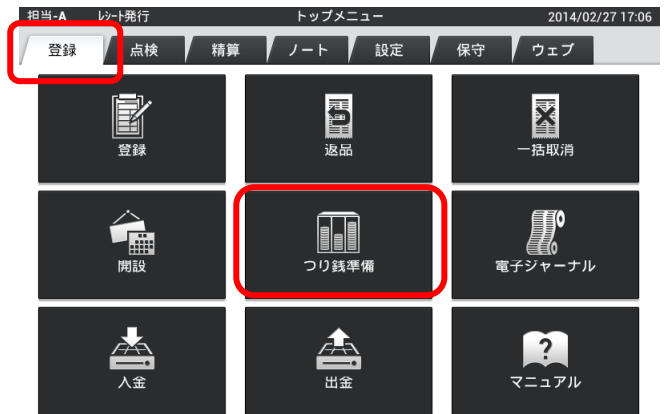 担当-A　ﾚｼｰﾄ発行　トップメニュー　2014/02/27 17:06
登録　点検　精算　ノート　設定　保守　ウェブ
登録　返品　一括取消
開設　つり銭準備　電子ジャーナル
入金　出金　マニュアル